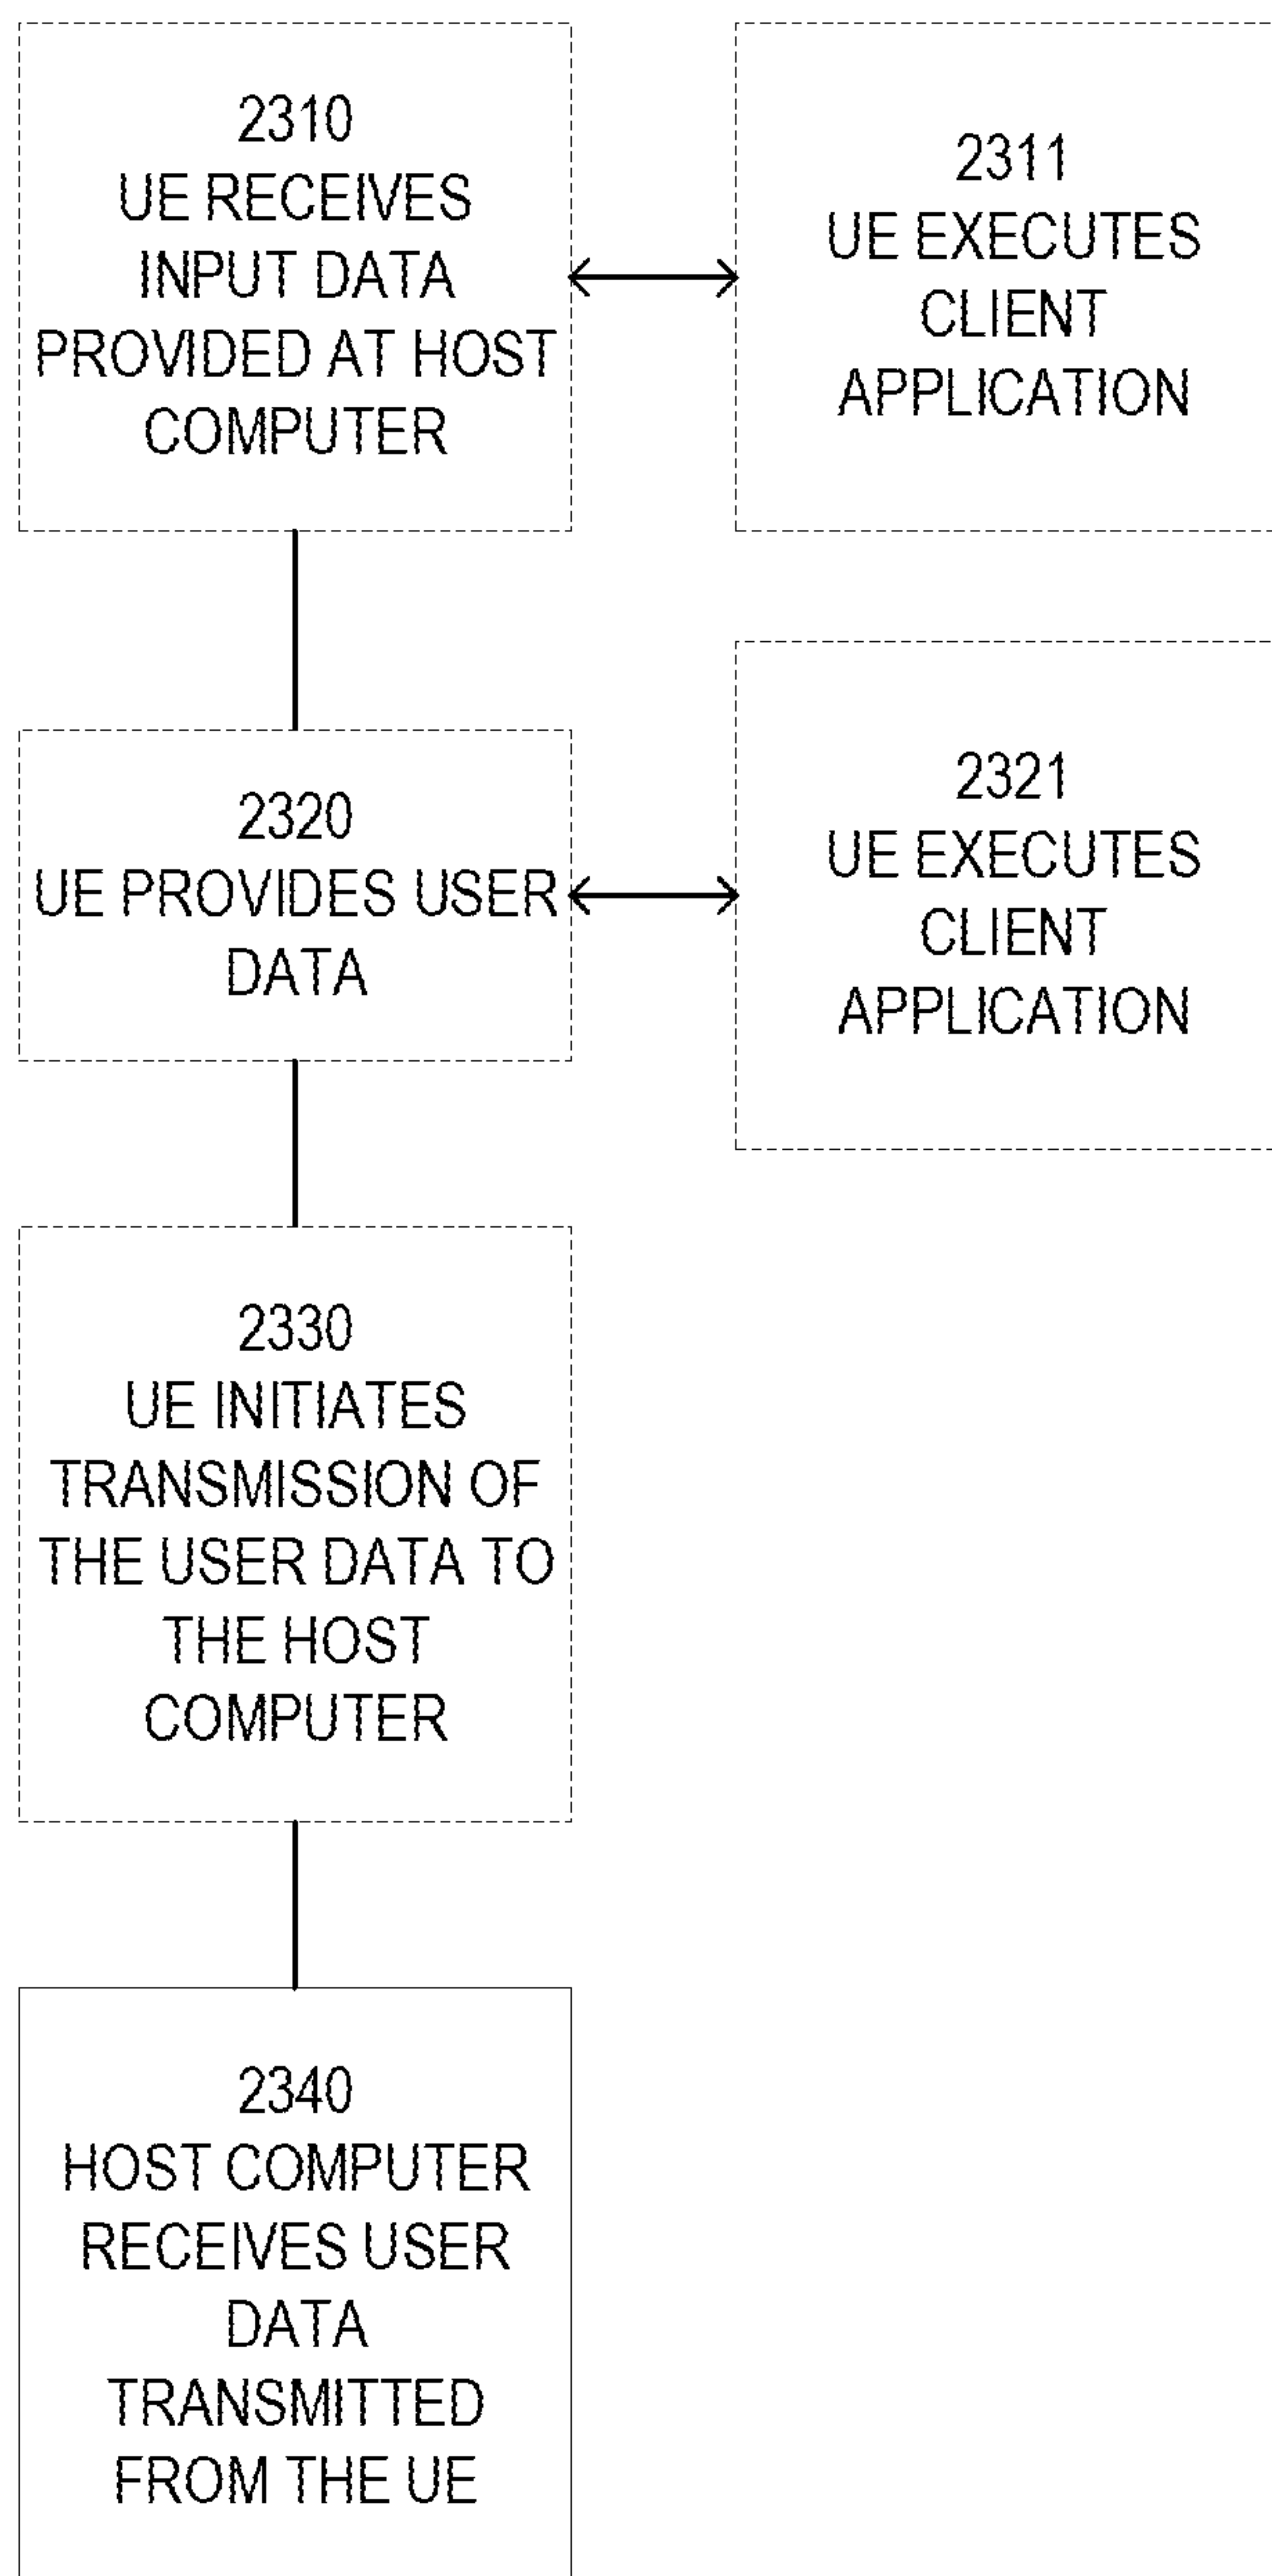 2310
UE RECEIVES
INPUT DATA
PROVIDED AT HOST
COMPUTER
2311
UE EXECUTES
CLIENT
APPLICATION
2320
UE PROVIDES USER
DATA
2321
UE EXECUTES
CLIENT
APPLICATION
2330
UE INITIATES
TRANSMISSION OF
THE USER DATA TO
THE HOST
COMPUTER
2340
HOST COMPUTER
RECEIVES USER
DATA
TRANSMITTED
FROM THE UE